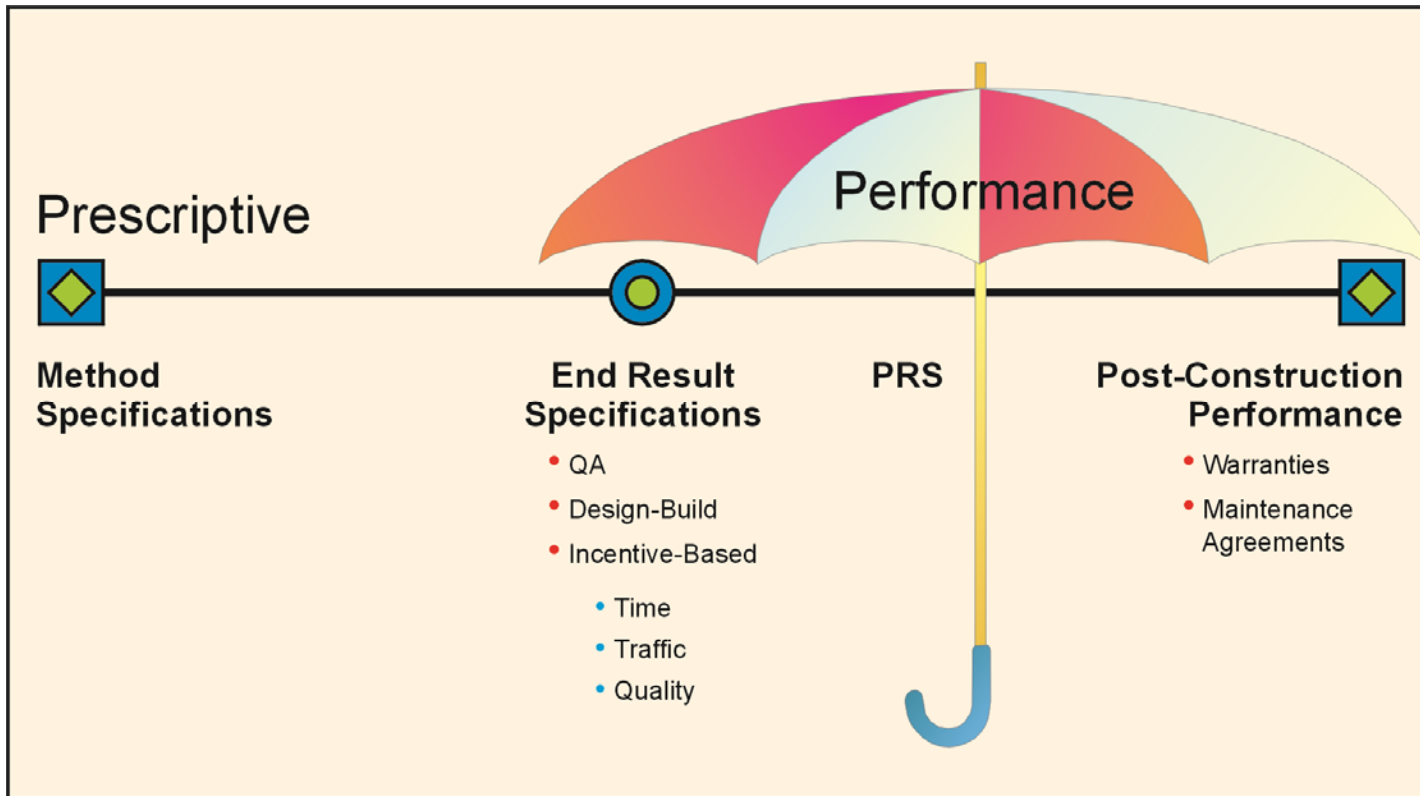 Performance
Prescriptive
Method
Specifications
End Result
Specifications
• QA
• Design-Build
• Incentive-Based
• Time
• Traffic
• Quality
PRS
Post-Construction
Performance
• Warranties
• Maintenance
Agreements